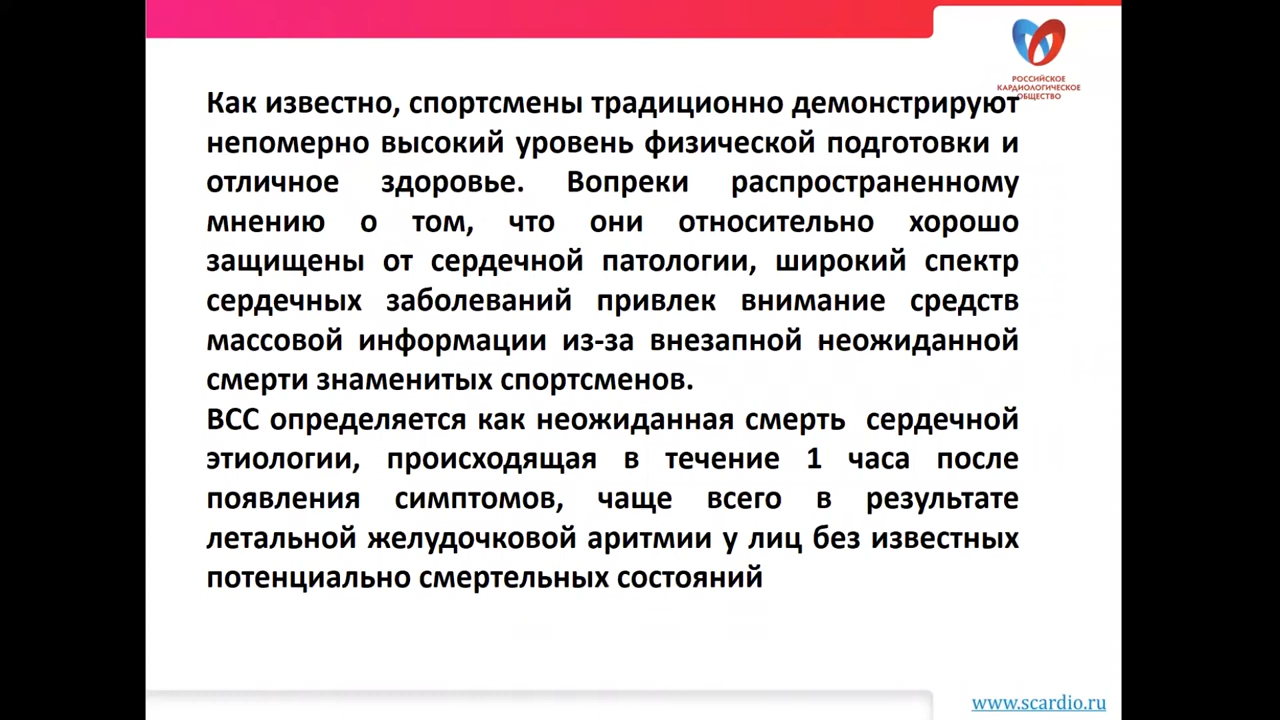 РОССИЙСКОЕ
КАРДИОЛОГИЧЕСКОЕ
ОБЩЕСТВО
Как известно, спортсмены традиционно демонстрируют
непомерно высокий уровень физической подготовки и
отличное здоровье. Вопреки распространенному
мнению о том, что они относительно хорошо
защищены от сердечной патологии, широкий спектр
сердечных заболеваний привлек внимание средств
массовой информации из-за внезапной неожиданной
смерти знаменитых спортсменов.
ВСС определяется как неожиданная смерть сердечной
этиологии, происходящая в течение 1 часа после
появления симптомов, чаще всего в результате
летальной желудочковой аритмии у лиц без известных
потенциально смертельных состояний
www.scardio.ru